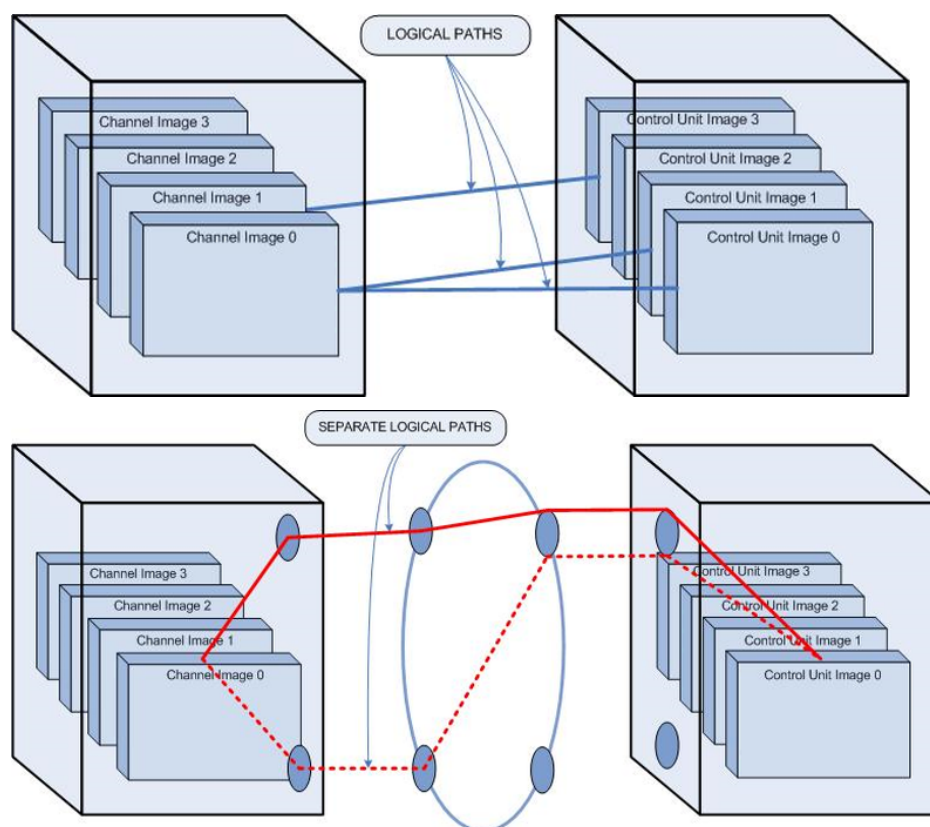 LOGICAL PATHS
Channel Image 3
Channel Image 2
Channel Image 1
Channel Image 0
Control Unit Image 3
Control Unit Image 2
Control Unit Image 1
Control Unit Image 0
SEPARATE LOGICAL PATHS
Channel Image 3
Channel Image 2
Channel Image 1
Channel Image 0
Control Unit Image 3
Control Unit Image 2
Control Unit Image 1
Control Unit Image 0